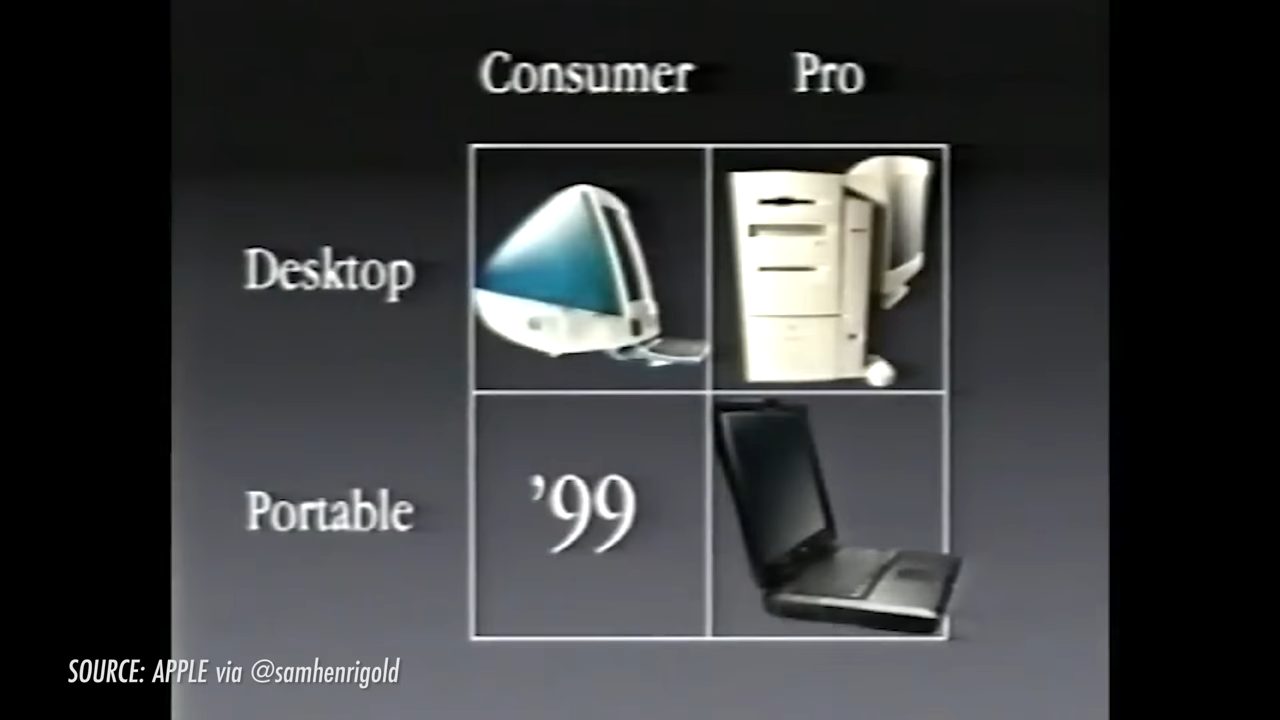 Consumer Pro
Desktop
Portable ’99
SOURCE: APPLE via @samhenrigold